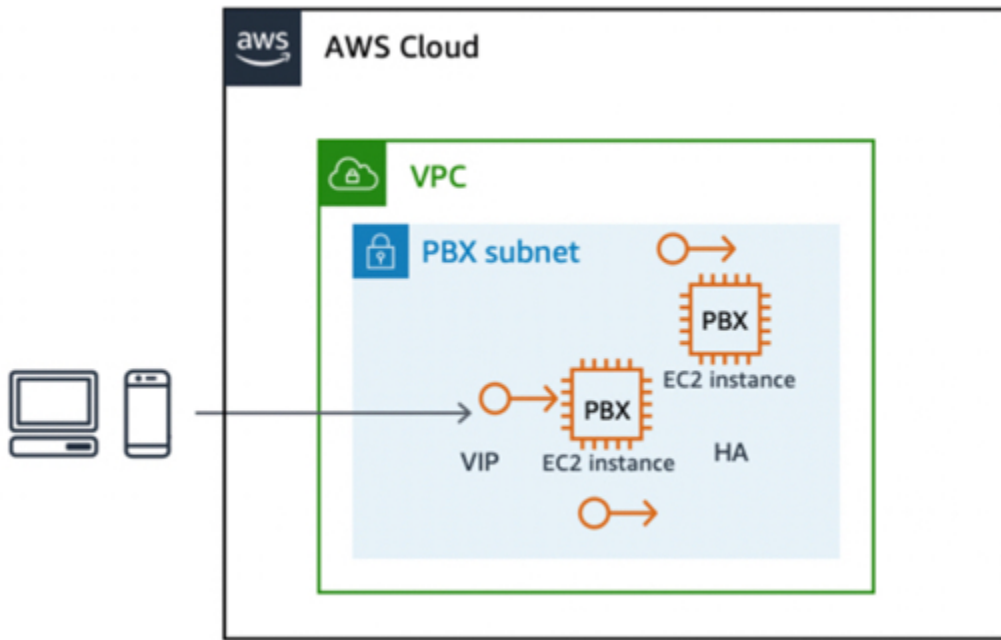 aws
AWS Cloud
VPC
PBX subnet
PBX
EC2 instance
PBX
VIP
EC2 instance
HA